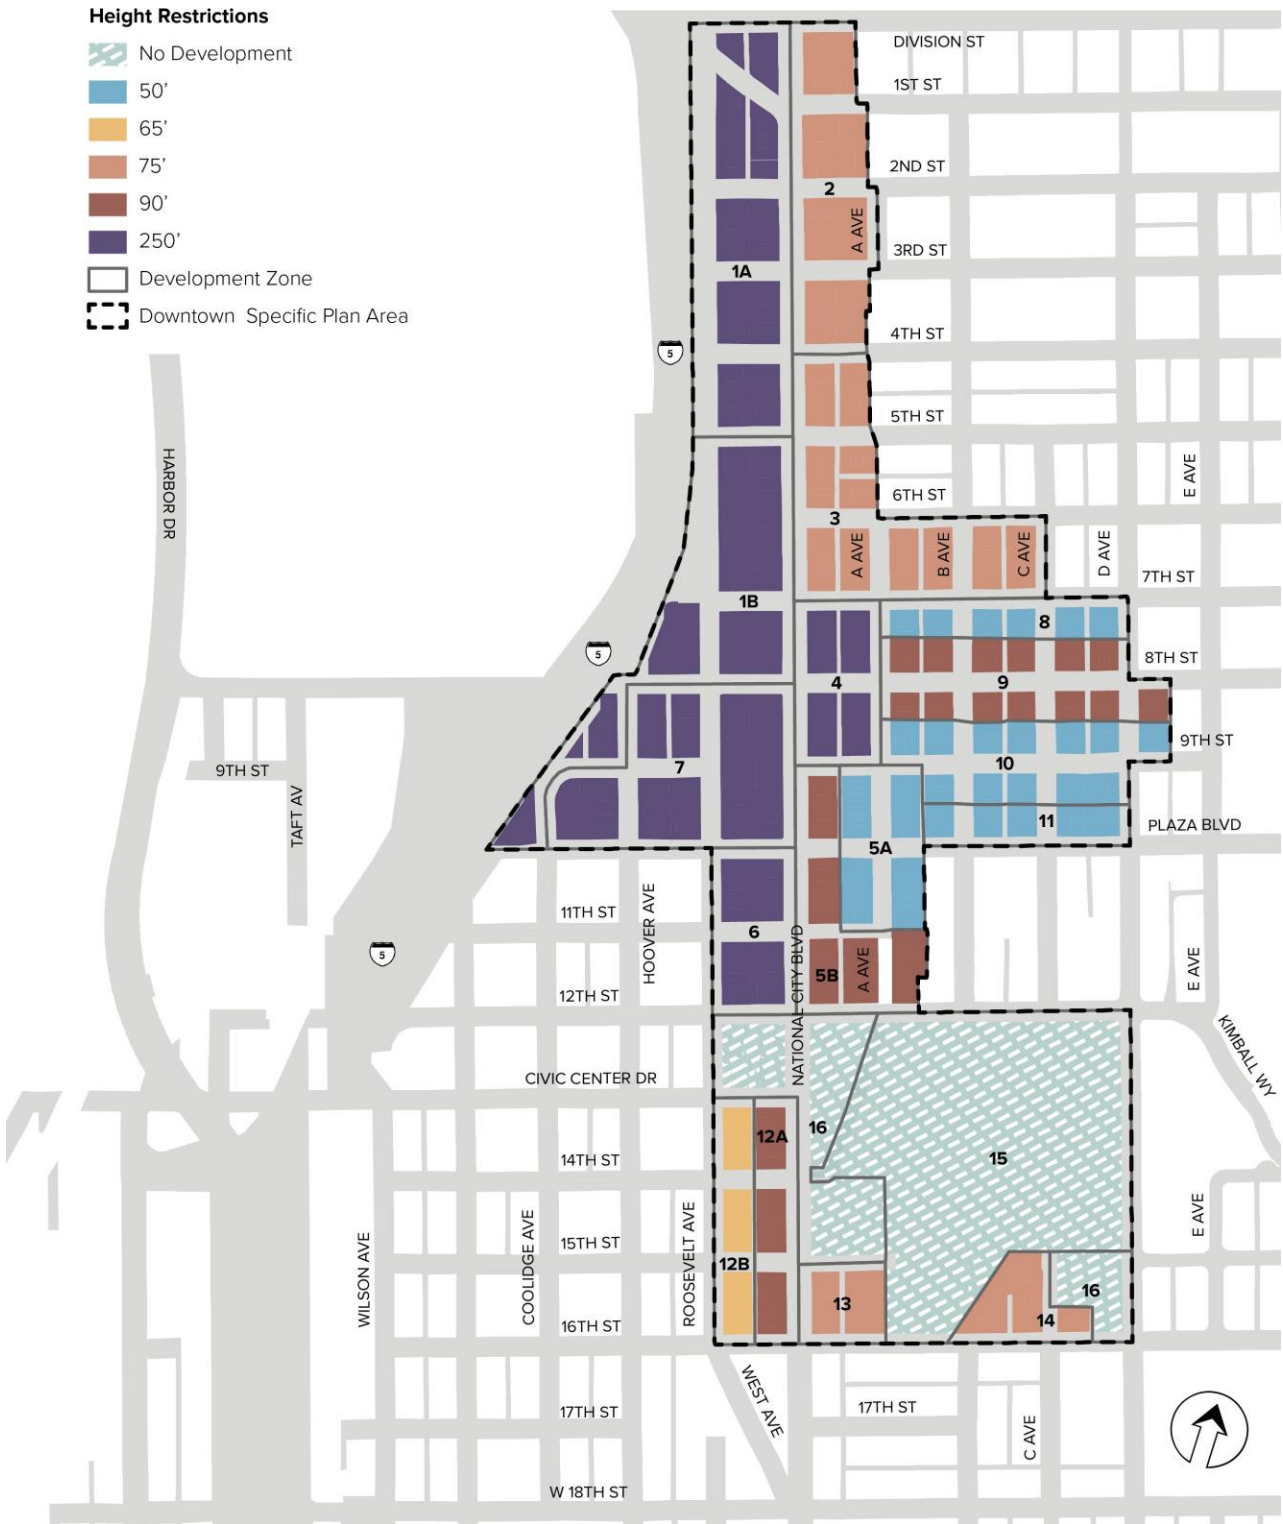 Height Restrictions
No Development
50’
65’
75’
90’
250’
Development Zone
Downtown Specific Plan Area
DIVISION ST
1ST ST
2ND ST
2
A AVE
3RD ST
1A
4TH ST
5
5TH ST
E AVE
6TH ST
HARBOR DR
3
A AVE
B AVE
C AVE
D AVE
7TH ST
1B
8
5
8TH ST
4
9
9TH ST
10
7
9TH ST
TAFT AV
11
PLAZA BLVD
5A
11TH ST
HOOVER AVE
6
NATIONAL CITY BLVD
5
5B
A AVE
E AVE
12TH ST
KIMBALL WY
CIVIC CENTER DR
12A
16
15
14TH ST
WILSON AVE
COOLIDGE AVE
15TH ST
ROOSEVELT AVE
E AVE
12B
16
13
14
16TH ST
WEST AVE
17TH ST
17TH ST
C AVE
W 18TH ST